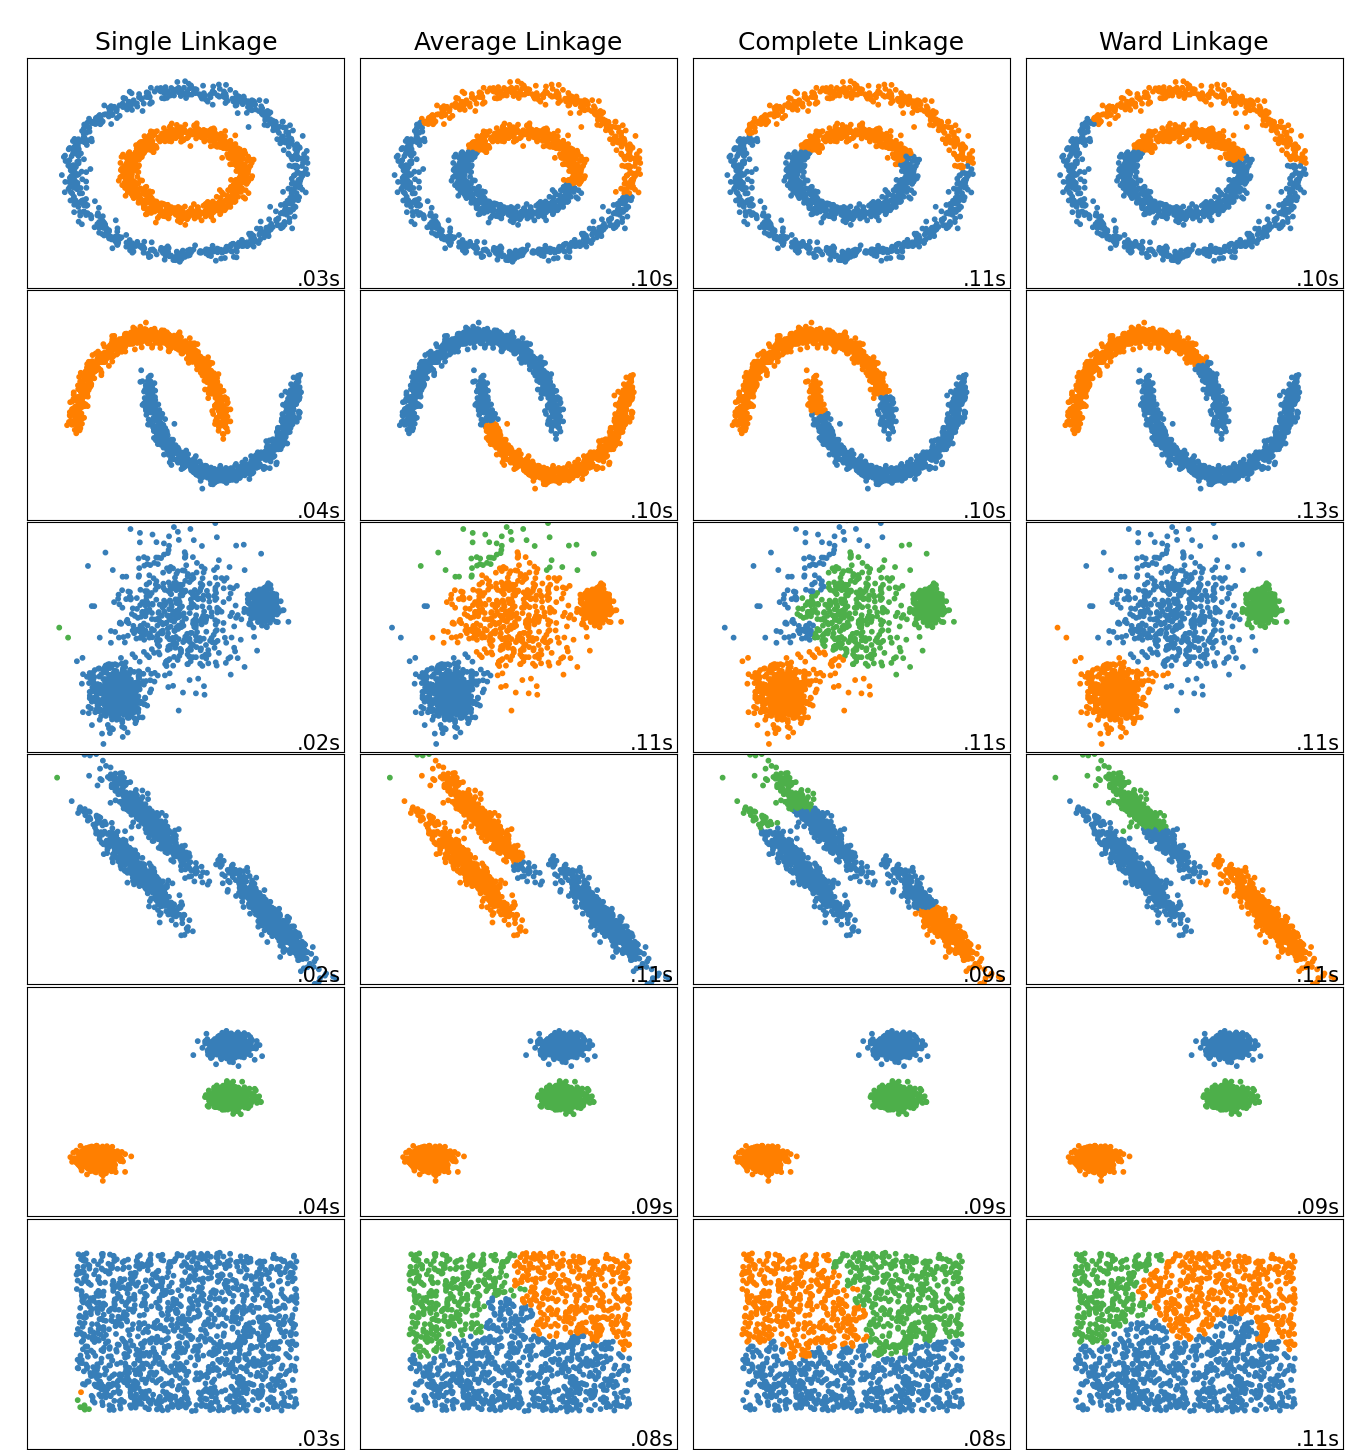 Single Linkage Average Linkage Complete Linkage Ward Linkage
.03s .10s .11s .10s
.04s .10s .10s .13s
.02s .11s .11s .11s
.02s .11s .09s .11s
.04s .09s .09s .09s
.03s .08s .08s .11s